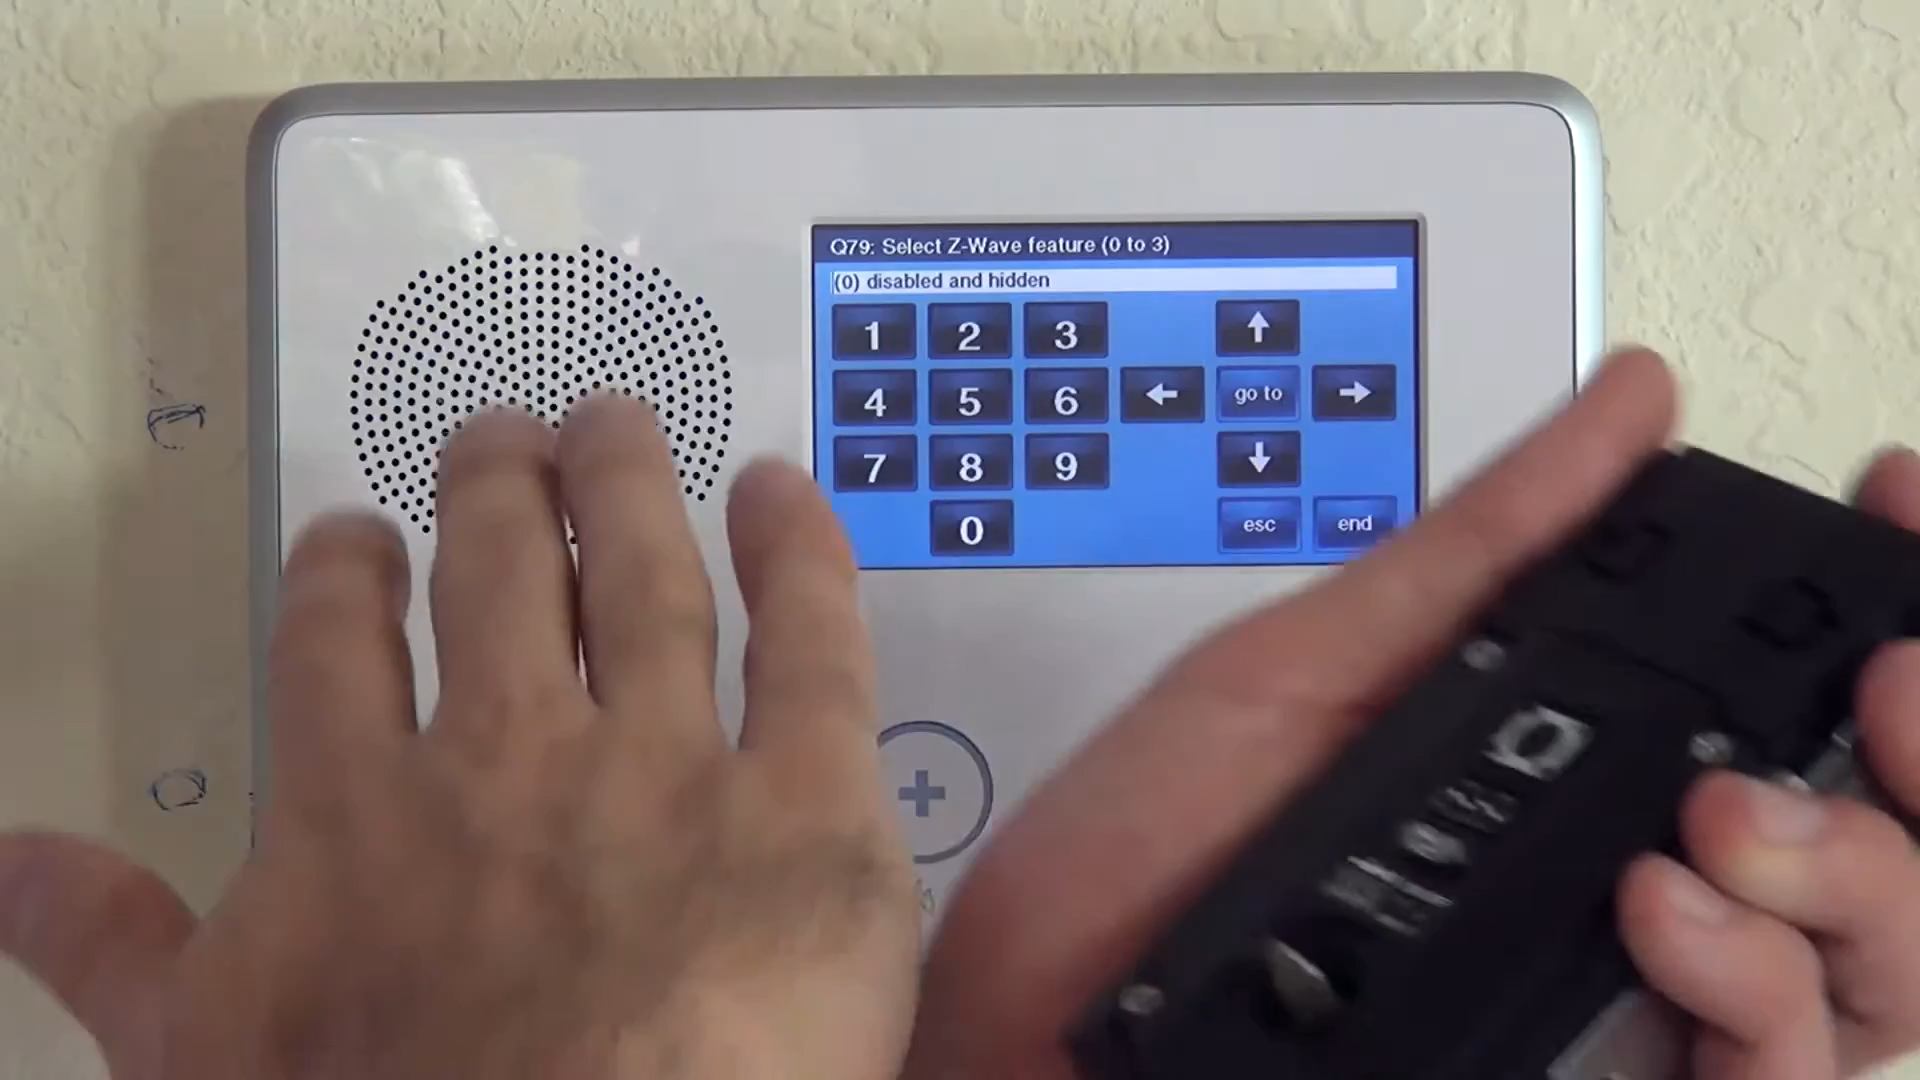 Q79: Select Z-Wave feature (0 to 3)
(0) disabled and hidden
1 2 3 ↑
4 5 6 ← go to →
7 8 9 ↓
0 esc end
+